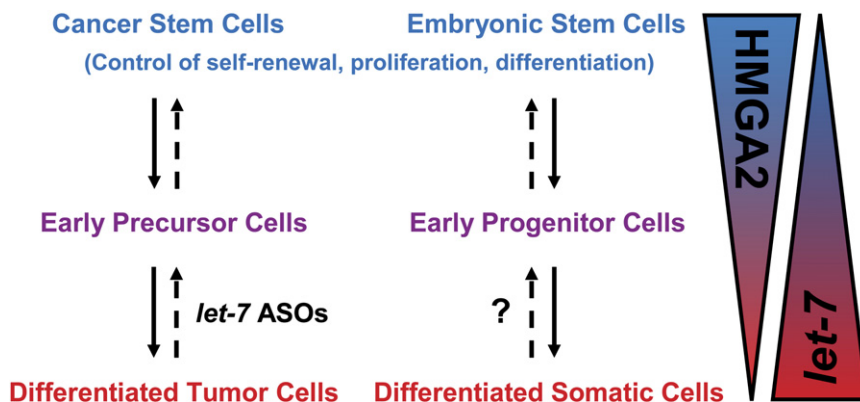 Cancer Stem Cells
Embryonic Stem Cells
(Control of self-renewal, proliferation, differentiation)
Early Precursor Cells
Early Progenitor Cells
let-7 ASOs
?
Differentiated Tumor Cells
Differentiated Somatic Cells
HMGA2
let-7